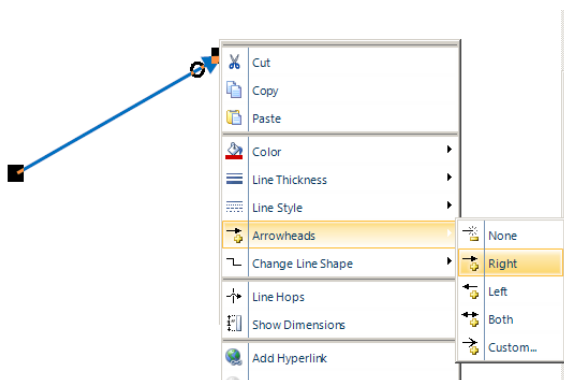 Cut
Copy
Paste
Color
Line Thickness
Line Style
Arrowheads
Change Line Shape
Line Hops
Show Dimensions
Add Hyperlink
None
Right
Left
Both
Custom...